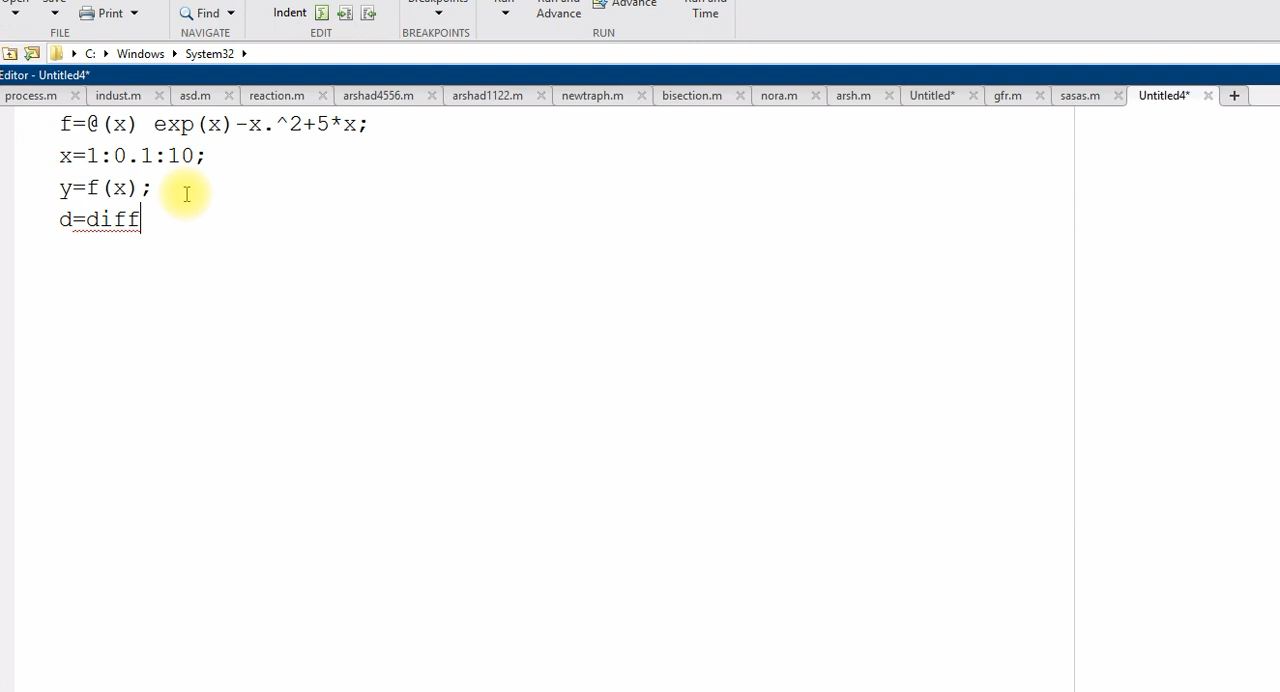 Print Find Indent Advance Time
Advance
FILE NAVIGATE EDIT BREAKPOINTS RUN
C: Windows System32
Editor - Untitled4*
process.m indust.m asd.m reaction.m arshad4556.m arshad1122.m newtraph.m bisection.m nora.m arsh.m Untitled* gfr.m sasas.m Untitled4* +
f=@(x) exp(x)-x.^2+5*x;
x=1:0.1:10;
y=f(x);
d=diff